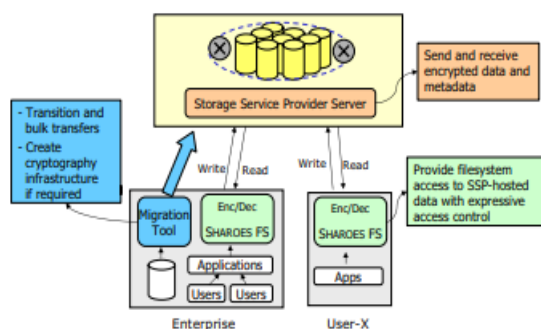 Storage Service Provider Server
Send and receive
encrypted data and
metadata
- Transition and
bulk transfers
- Create
cryptography
infrastructure
if required
Write
Read
Write
Read
Provide filesystem
access to SSP-hosted
data with expressive
access control
Migration
Tool
Enc/Dec
SHAROES FS
Enc/Dec
SHAROES FS
Applications
Users
Users
Apps
Enterprise
User-X